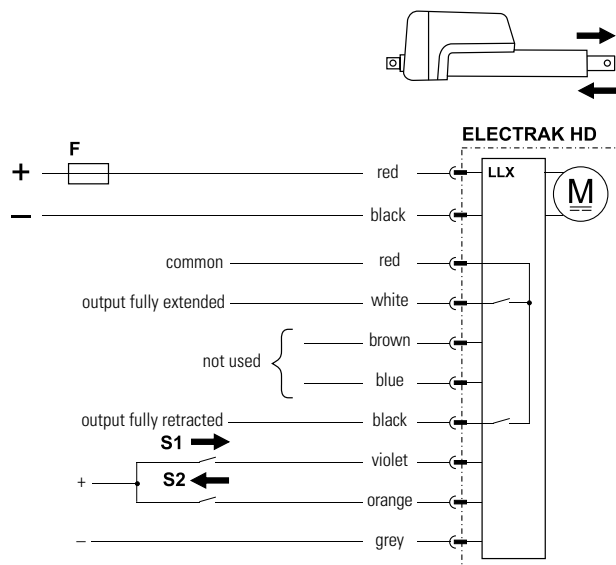 ELECTRAK HD
F
+ red LLX M
− black
common red
output fully extended white
not used brown
blue
output fully retracted black
S1 violet
+ S2
orange
− grey